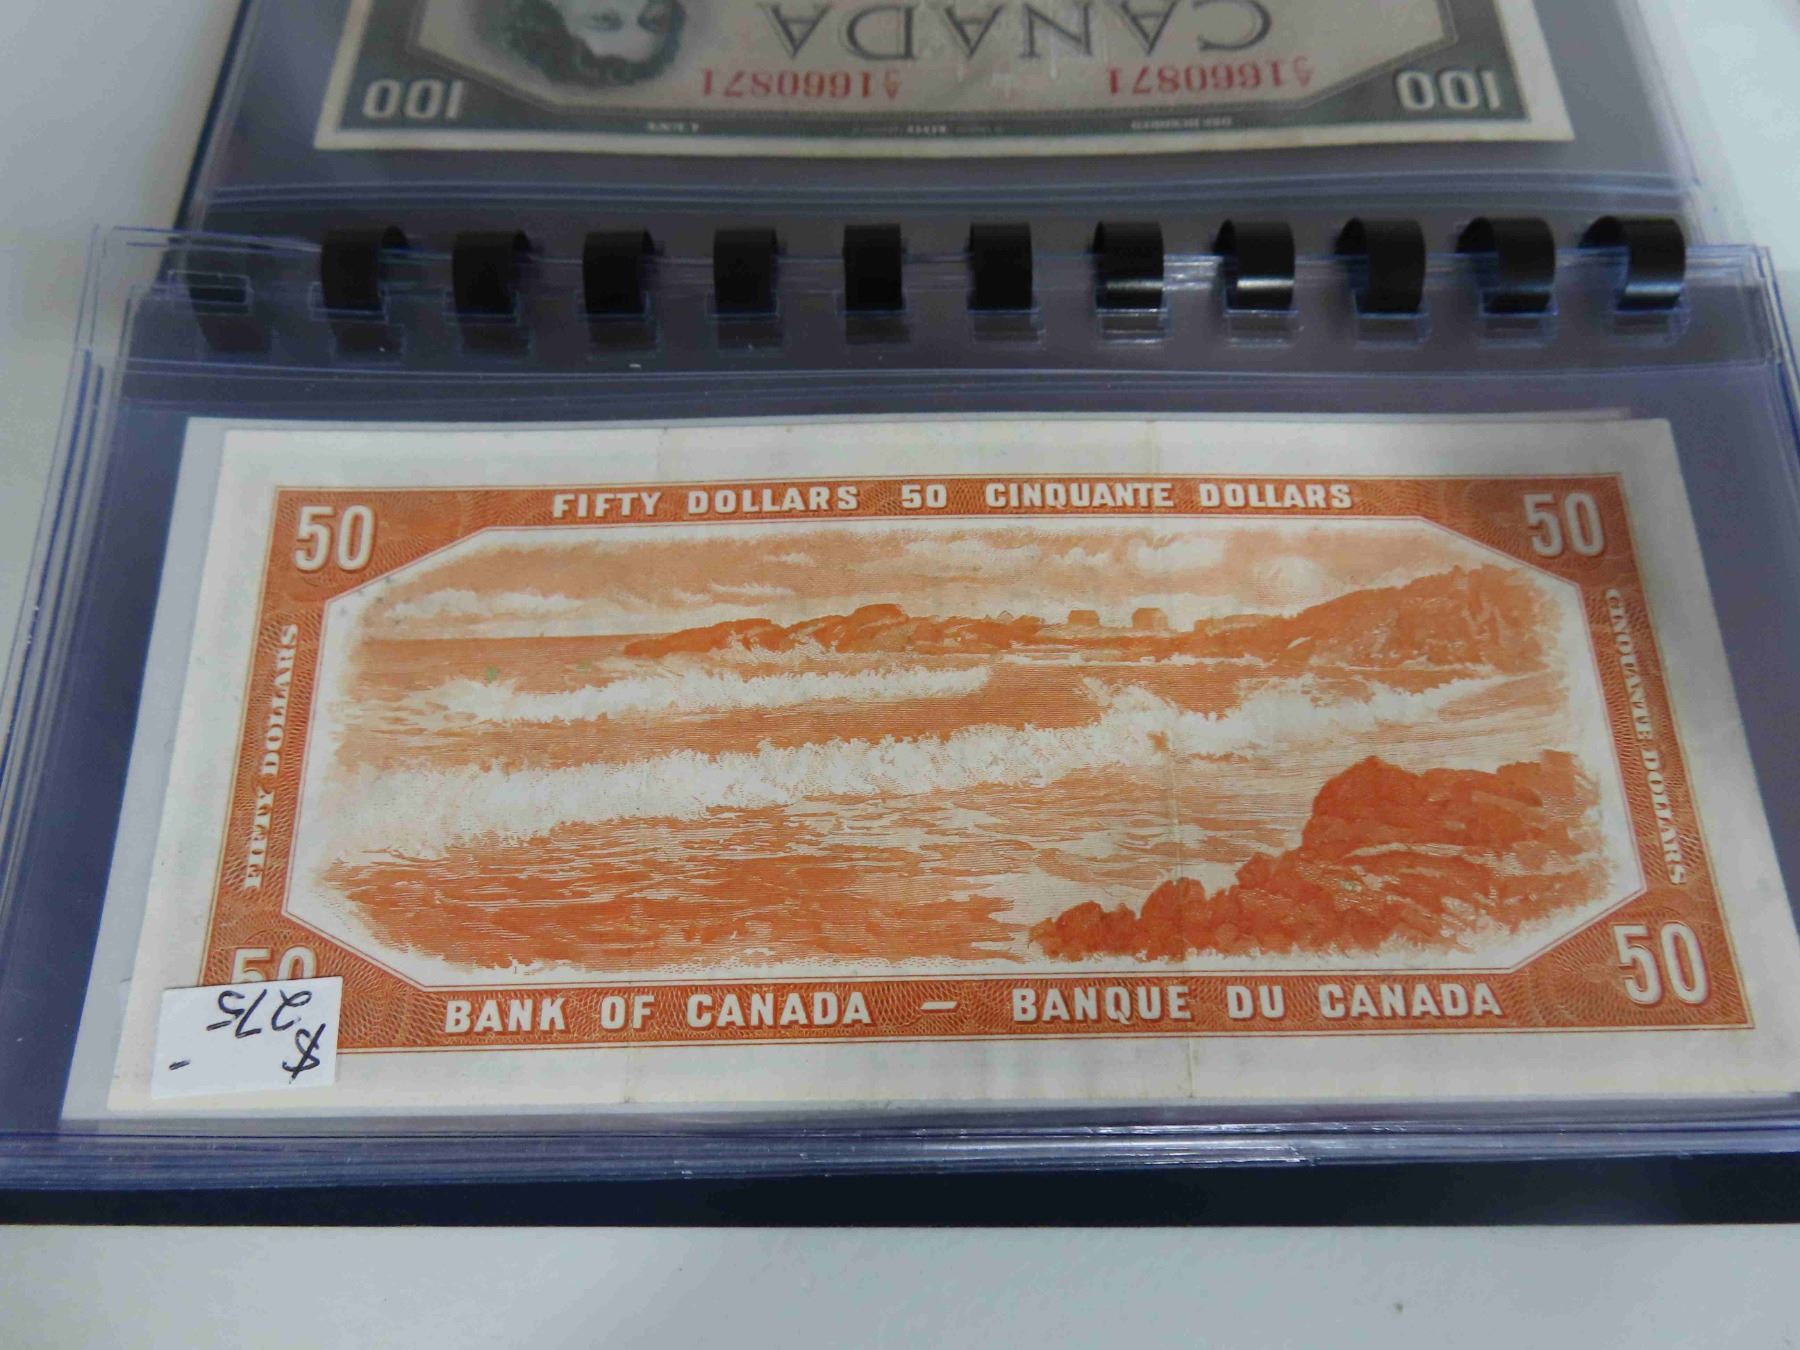 CANADA
A/J 1660871 A/J 1660871
100 100
FIFTY DOLLARS 50 CINQUANTE DOLLARS
50 50
FIFTY DOLLARS
CINQUANTE DOLLARS
50 50
BANK OF CANADA — BANQUE DU CANADA
$
275-